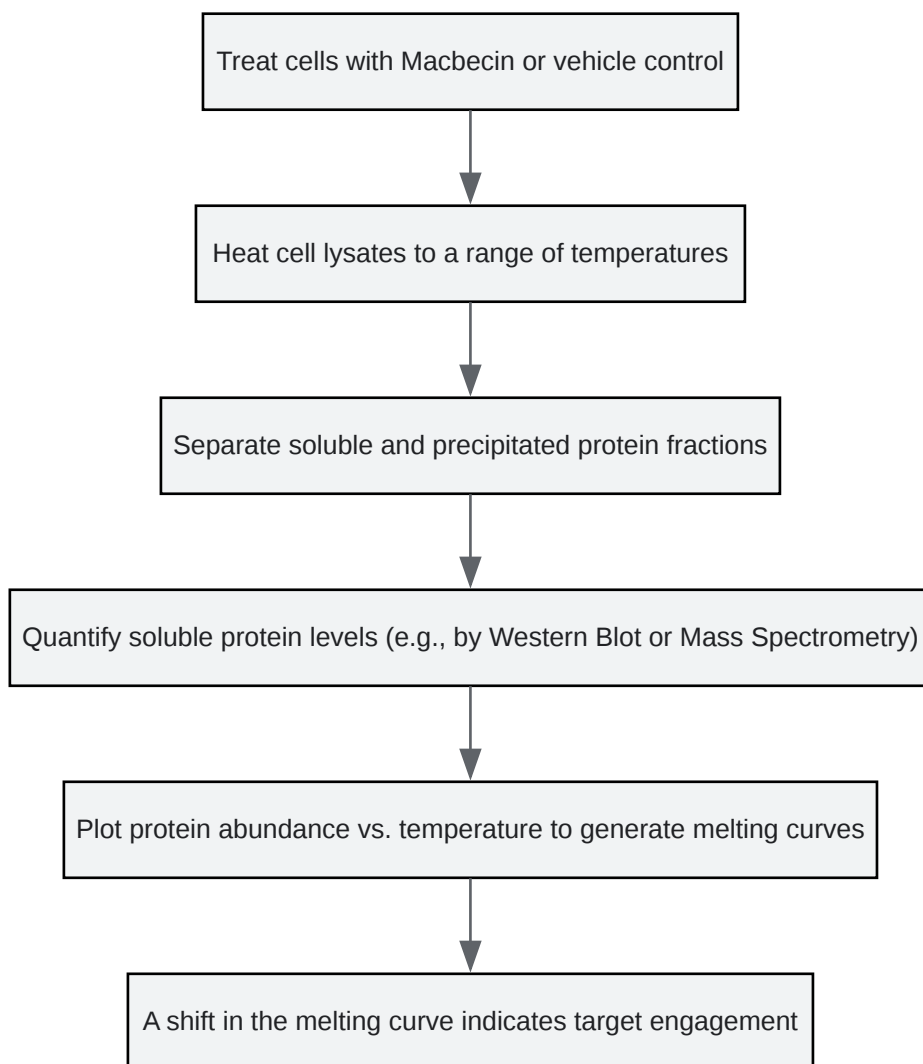 Treat cells with Macbecin or vehicle control
Heat cell lysates to a range of temperatures
Separate soluble and precipitated protein fractions
Quantify soluble protein levels (e.g., by Western Blot or Mass Spectrometry)
Plot protein abundance vs. temperature to generate melting curves
A shift in the melting curve indicates target engagement